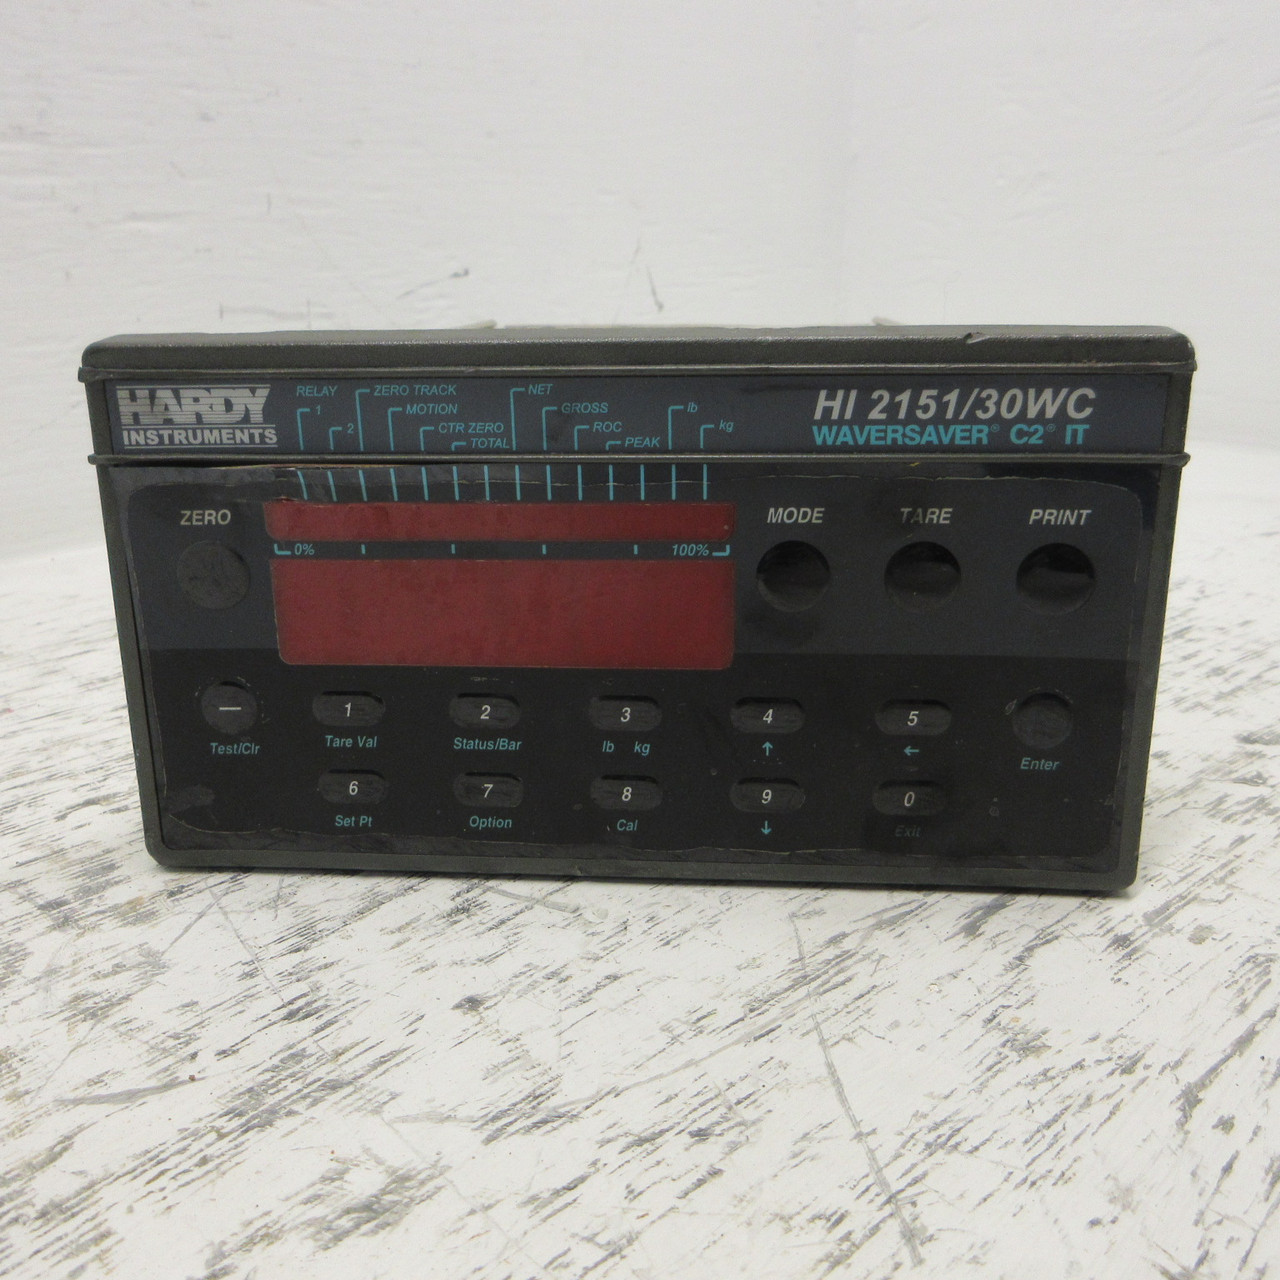 HARDY
INSTRUMENTS
RELAY
1
2
ZERO TRACK
MOTION
CTR ZERO
TOTAL
NET
GROSS
ROC
PEAK
lb
kg
HI 2151/30WC
WAVERSAVER® C2® IT
ZERO
0%
100%
MODE
TARE
PRINT
—
Test/Clr
1
Tare Val
2
Status/Bar
3
lb kg
4
↑
5
←
Enter
6
Set Pt
7
Option
8
Cal
9
↓
0
Exit